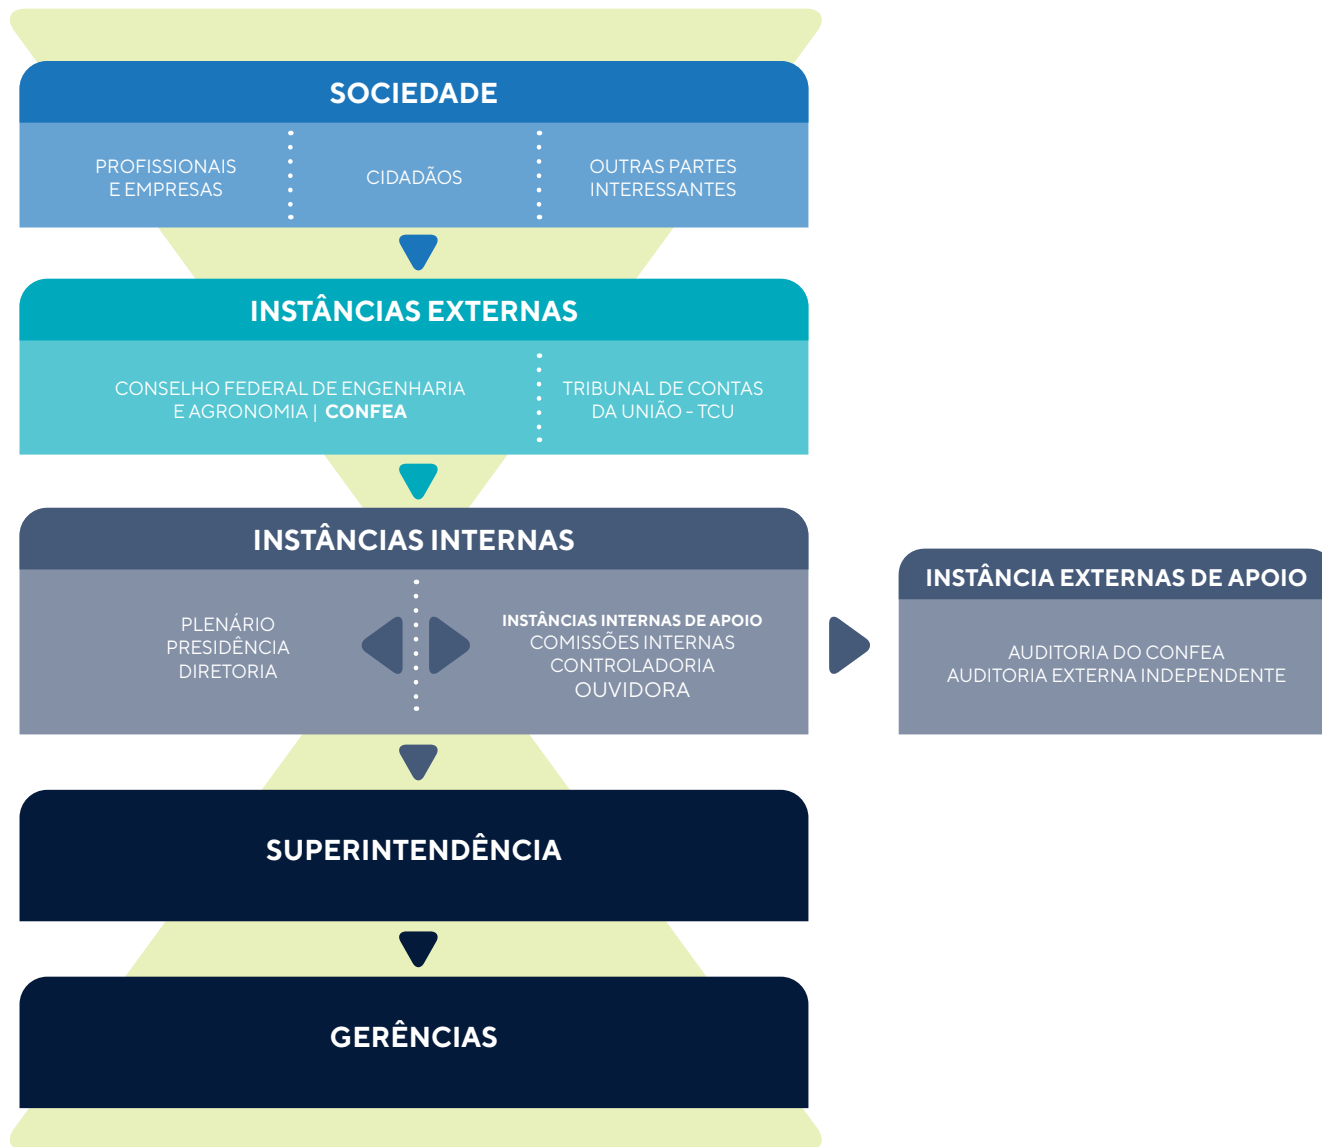 SOCIEDADE
PROFISSIONAIS
E EMPRESAS
CIDADÃOS
OUTRAS PARTES
INTERESSANTES
INSTÂNCIAS EXTERNAS
CONSELHO FEDERAL DE ENGENHARIA
E AGRONOMIA | CONFEA
TRIBUNAL DE CONTAS
DA UNIÃO - TCU
INSTÂNCIAS INTERNAS
PLENÁRIO
PRESIDÊNCIA
DIRETORIA
INSTÂNCIAS INTERNAS DE APOIO
COMISSÕES INTERNAS
CONTROLADORIA
OUVIDORA
INSTÂNCIA EXTERNAS DE APOIO
AUDITORIA DO CONFEA
AUDITORIA EXTERNA INDEPENDENTE
SUPERINTENDÊNCIA
GERÊNCIAS